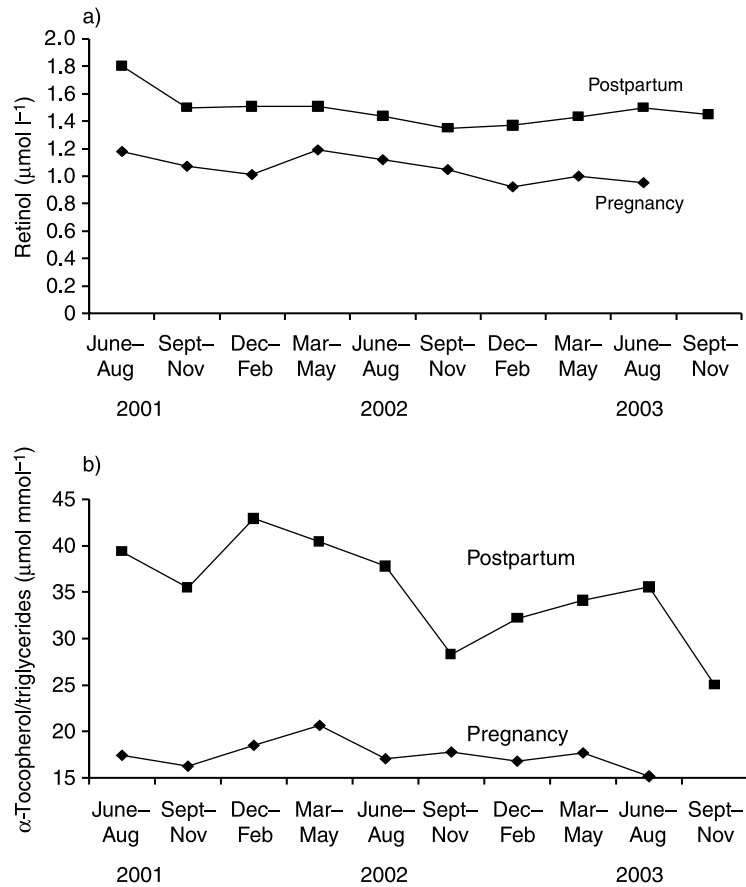 a)
Retinol (µmol l⁻¹)
2.0
1.8
1.6
1.4
1.2
1.0
0.8
0.6
0.4
0.2
0
Postpartum
Pregnancy
June– Sept– Dec– Mar– June– Sept– Dec– Mar– June– Sept–
Aug Nov Feb May Aug Nov Feb May Aug Nov
2001 2002 2003
b)
α-Tocopherol/triglycerides (µmol mmol⁻¹)
45
40
35
30
25
20
15
Postpartum
Pregnancy
June– Sept– Dec– Mar– June– Sept– Dec– Mar– June– Sept–
Aug Nov Feb May Aug Nov Feb May Aug Nov
2001 2002 2003